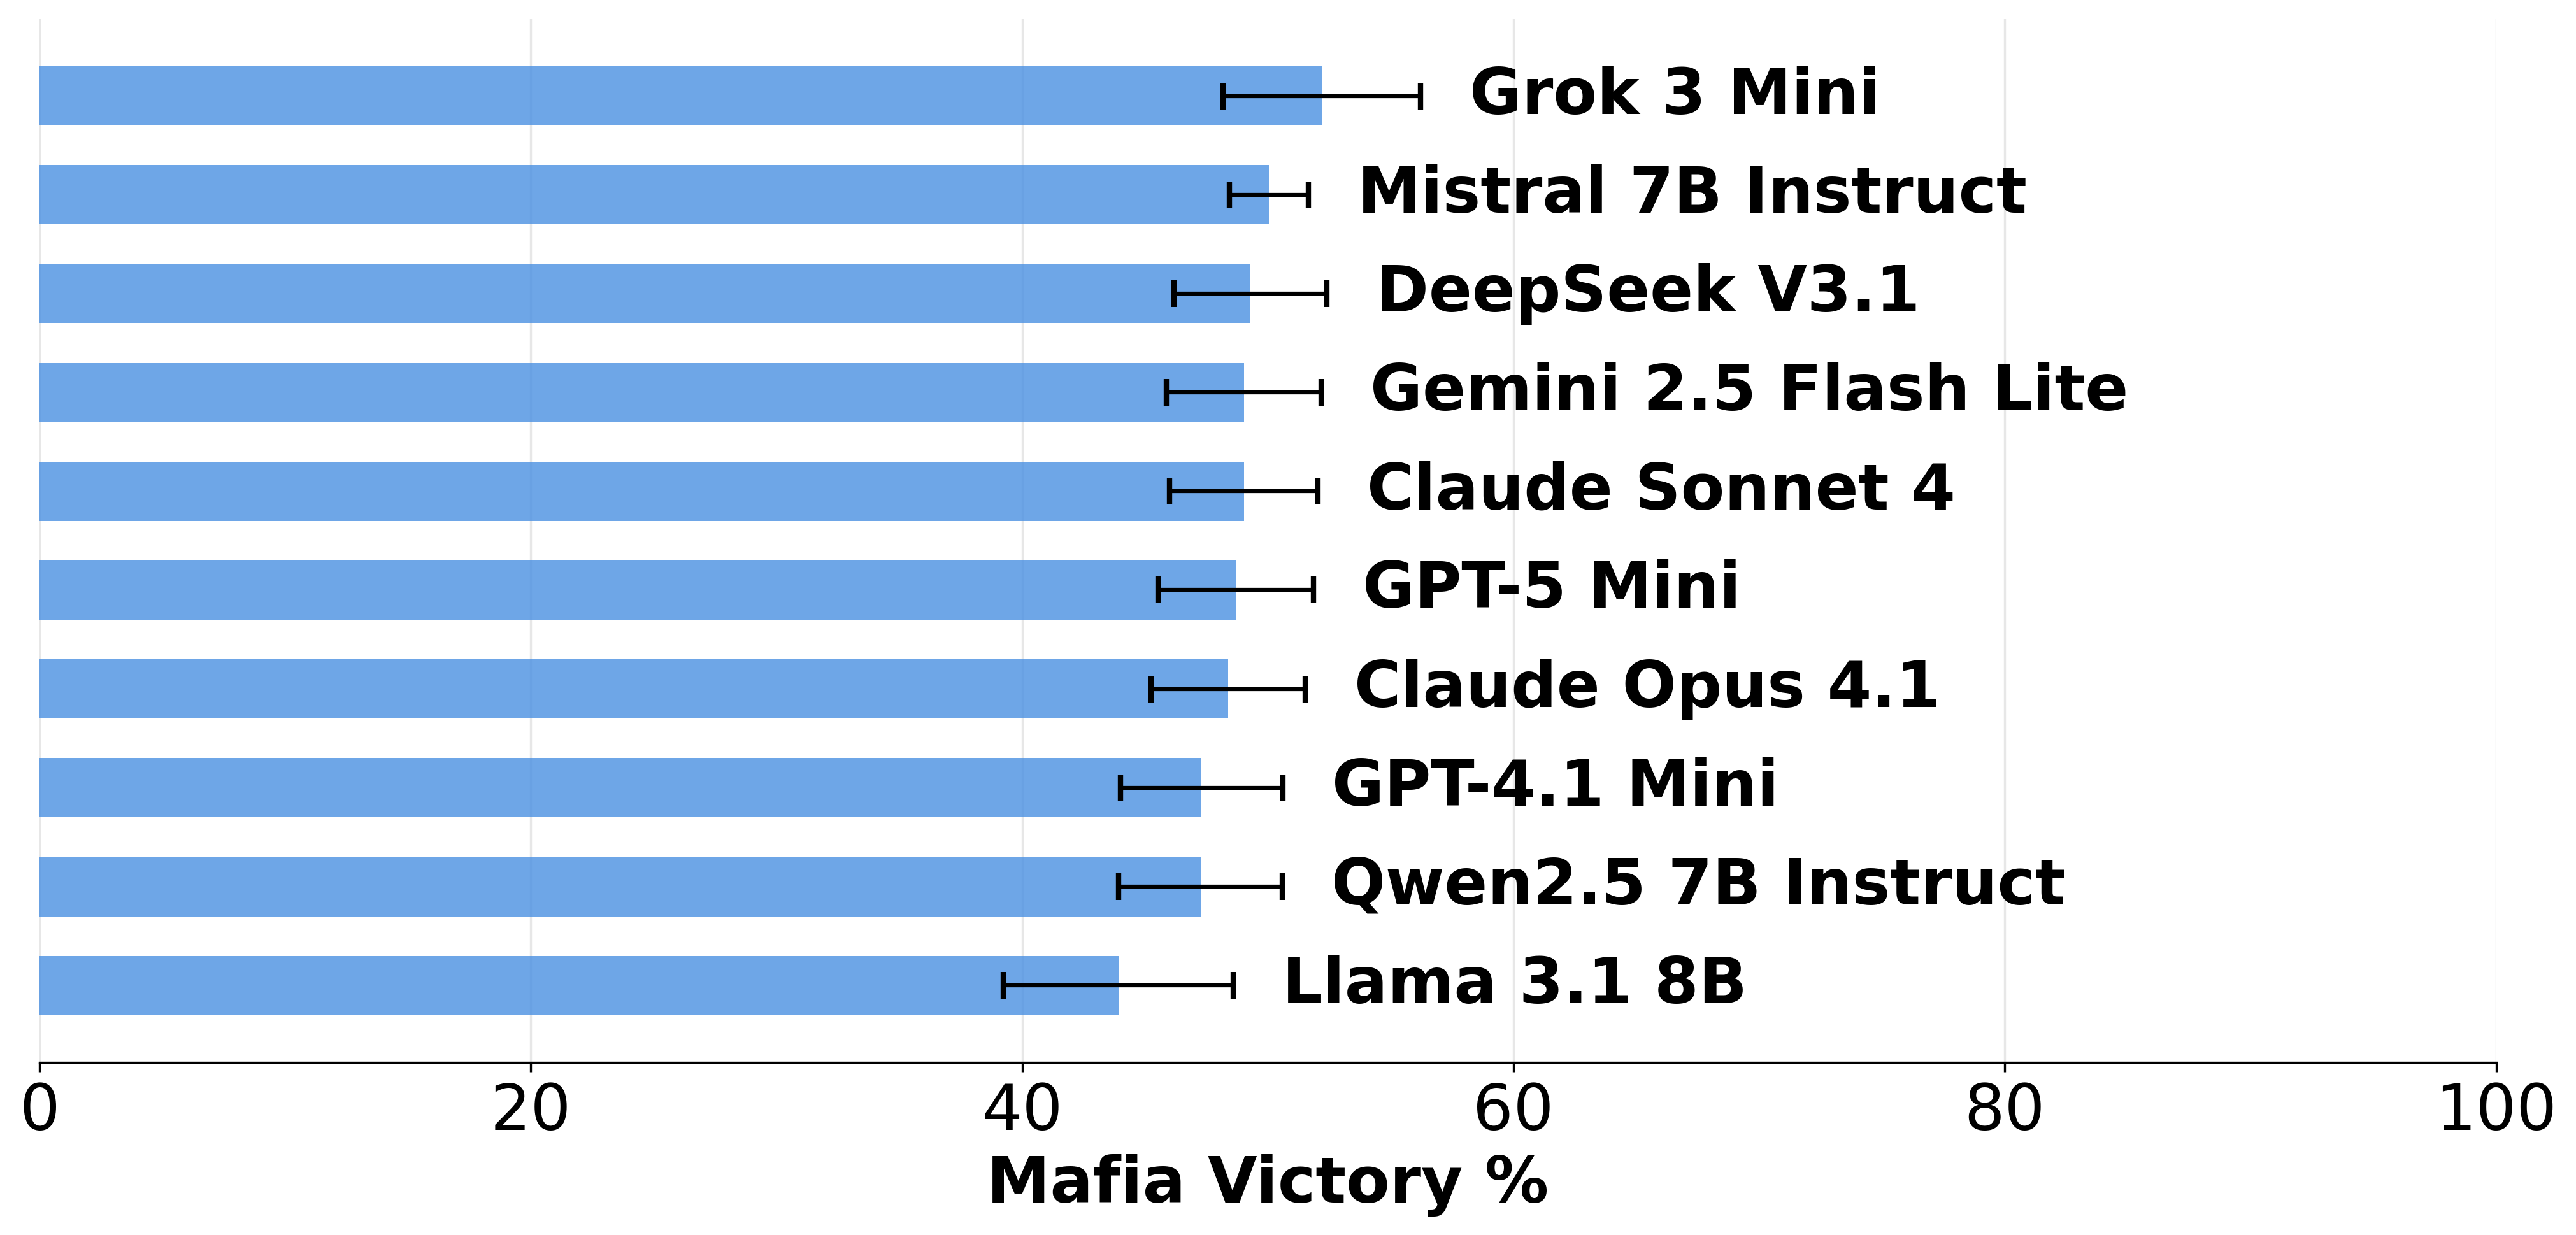 Grok 3 Mini
Mistral 7B Instruct
DeepSeek V3.1
Gemini 2.5 Flash Lite
Claude Sonnet 4
GPT-5 Mini
Claude Opus 4.1
GPT-4.1 Mini
Qwen2.5 7B Instruct
Llama 3.1 8B
0 20 40 60 80 100
Mafia Victory %